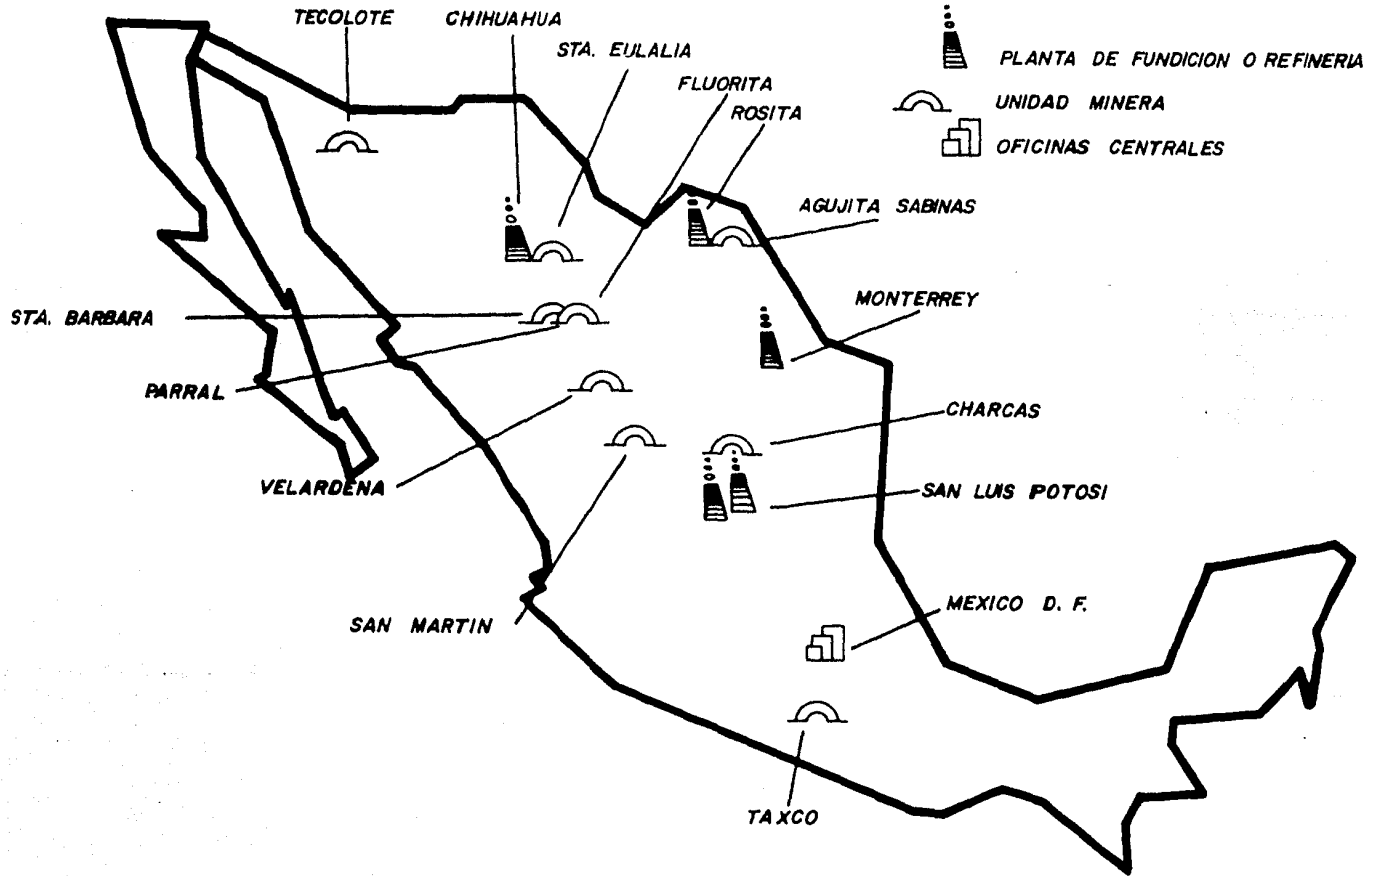 TECOLOTE
CHIHUAHUA
STA. EULALIA
FLUORITA
ROSITA
PLANTA DE FUNDICION O REFINERIA
UNIDAD MINERA
OFICINAS CENTRALES
AGUJITA SABINAS
MONTERREY
STA. BARBARA
PARRAL
CHARCAS
VELARDENA
SAN LUIS POTOSI
MEXICO D. F.
SAN MARTIN
TAXCO